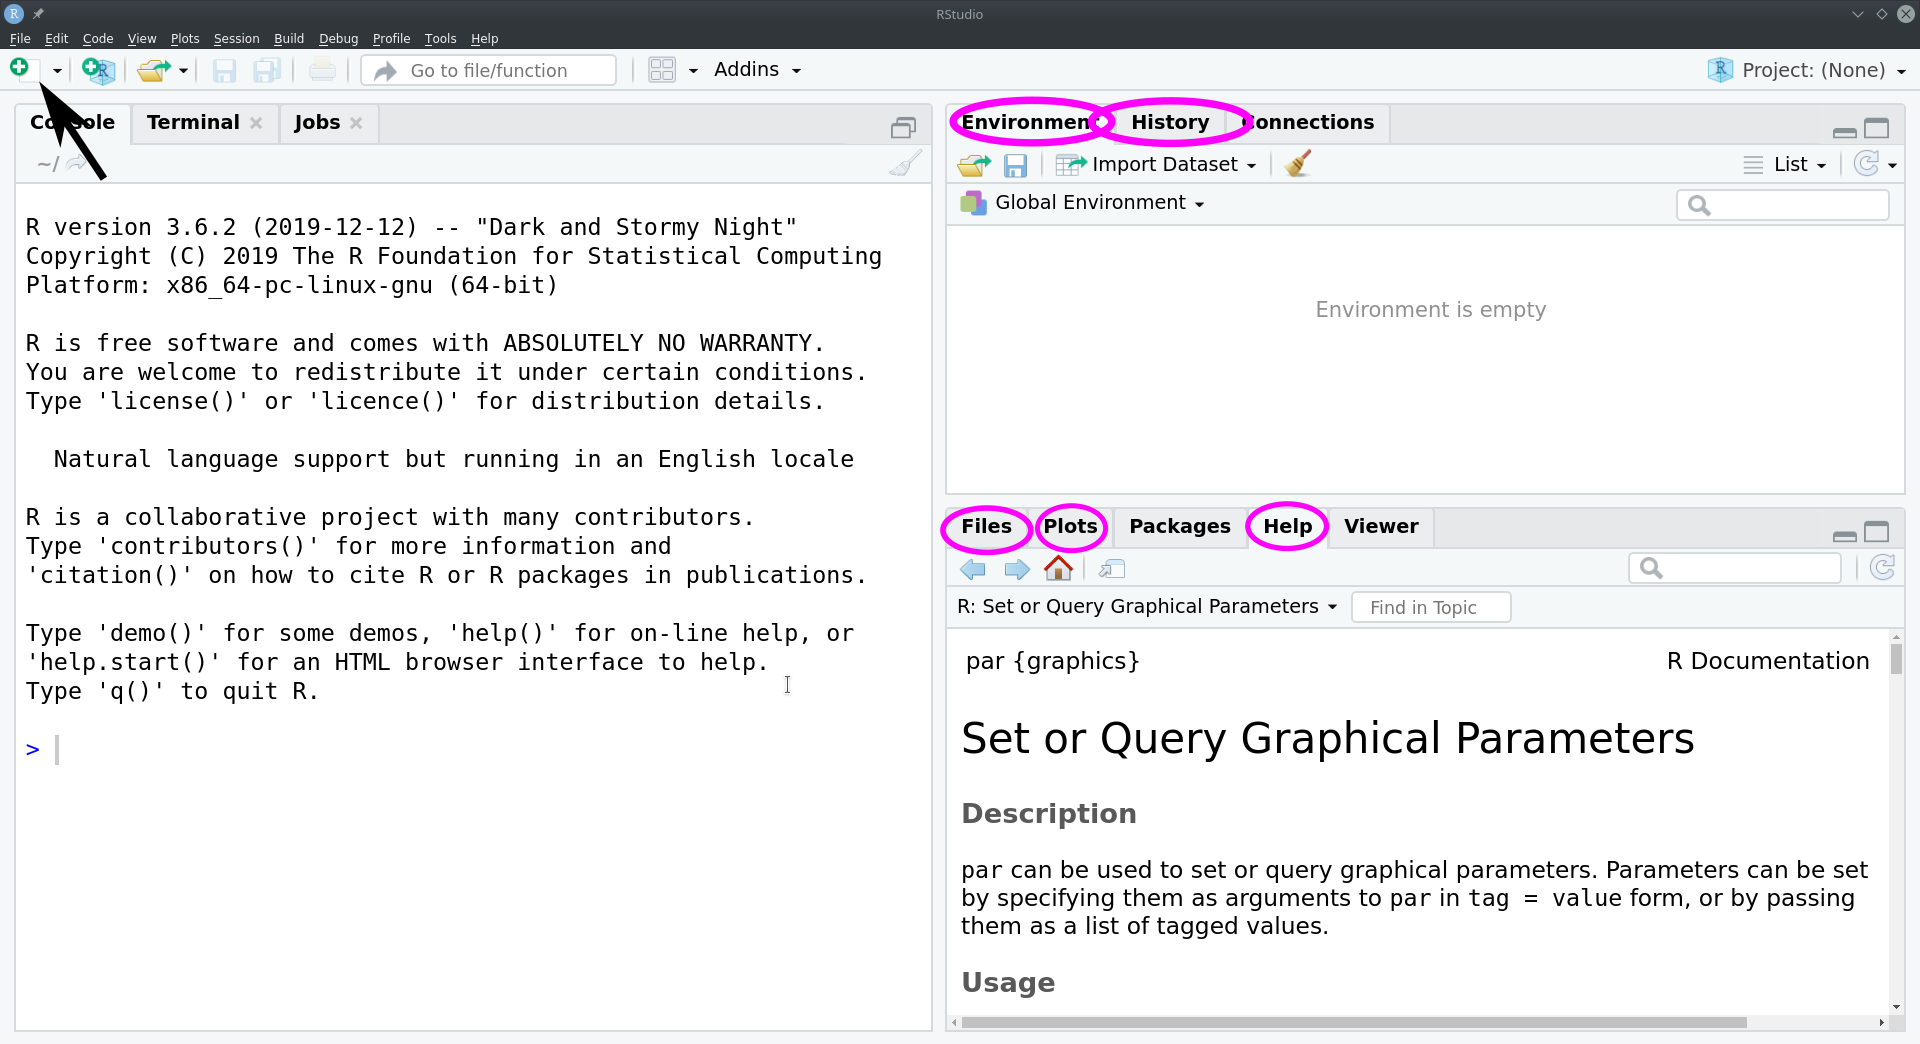 RStudio
File Edit Code View Plots Session Build Debug Profile Tools Help
Go to file/function Addins Project: (None)
Console Terminal Jobs
~/
R version 3.6.2 (2019-12-12) -- "Dark and Stormy Night"
Copyright (C) 2019 The R Foundation for Statistical Computing
Platform: x86_64-pc-linux-gnu (64-bit)
R is free software and comes with ABSOLUTELY NO WARRANTY.
You are welcome to redistribute it under certain conditions.
Type 'license()' or 'licence()' for distribution details.
Natural language support but running in an English locale
R is a collaborative project with many contributors.
Type 'contributors()' for more information and
'citation()' on how to cite R or R packages in publications.
Type 'demo()' for some demos, 'help()' for on-line help, or
'help.start()' for an HTML browser interface to help.
Type 'q()' to quit R.
>
Environment History Connections
Import Dataset List
Global Environment
Environment is empty
Files Plots Packages Help Viewer
R: Set or Query Graphical Parameters Find in Topic
par {graphics} R Documentation
Set or Query Graphical Parameters
Description
par can be used to set or query graphical parameters. Parameters can be set
by specifying them as arguments to par in tag = value form, or by passing
them as a list of tagged values.
Usage